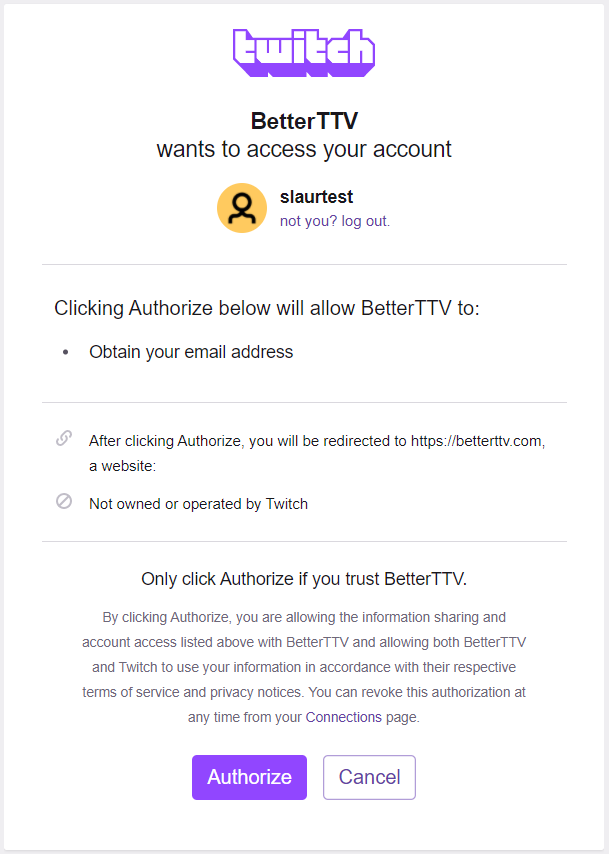 twitch
BetterTTV
wants to access your account
slaurtest
not you? log out.
Clicking Authorize below will allow BetterTTV to:
• Obtain your email address
After clicking Authorize, you will be redirected to https://betterttv.com,
a website:
Not owned or operated by Twitch
Only click Authorize if you trust BetterTTV.
By clicking Authorize, you are allowing the information sharing and
account access listed above with BetterTTV and allowing both BetterTTV
and Twitch to use your information in accordance with their respective
terms of service and privacy notices. You can revoke this authorization at
any time from your Connections page.
Authorize
Cancel